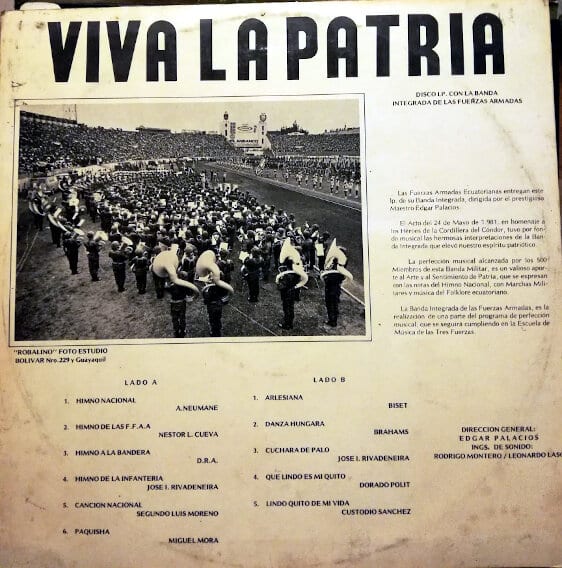 VIVA LA PATRIA
DISCO LP. CON LA BANDA
INTEGRADA DE LAS FUERZAS ARMADAS
Las Fuerzas Armadas Ecuatorianas entregan este
lp. de su Banda Integrada, dirigida por el prestigioso
Maestro Edgar Palacios.
El Acto del 24 de Mayo de 1.981, en homenaje a
los Héroes de la Cordillera del Cóndor, tuvo por fon-
do musical las hermosas interpretaciones de la Ban-
da Integrada que elevó nuestro espíritu patriótico.
La perfección musical alcanzada por los 500
Miembros de esta Banda Militar, es un valioso apor-
te al Arte y al Sentimiento de Patria, que se expresan
con las notas del Himno Nacional, con Marchas Mili-
tares y música del Folklore ecuatoriano.
La Banda Integrada de las Fuerzas Armadas, es la
realización de una parte del programa de perfección
musical, que se seguirá cumpliendo en la Escuela de
Música de las Tres Fuerzas.
"ROBALINO" FOTO ESTUDIO
BOLIVAR Nro. 229 y Guayaquil
LADO A
1. HIMNO NACIONAL
A. NEUMANE
2. HIMNO DE LAS F.F.A.A
NESTOR L. CUEVA
3. HIMNO A LA BANDERA
D.R.A.
4. HIMNO DE LA INFANTERIA
JOSE I. RIVADENEIRA
5. CANCION NACIONAL
SEGUNDO LUIS MORENO
6. PAQUISHA
MIGUEL MORA
LADO B
1. ARLESIANA
BISET
2. DANZA HUNGARA
BRAHAMS
3. CUCHARA DE PALO
JOSE I. RIVADENEIRA
4. QUE LINDO ES MI QUITO
DORADO POLIT
5. LINDO QUITO DE MI VIDA
CUSTODIO SANCHEZ
DIRECCION GENERAL:
EDGAR PALACIOS
INGS. DE SONIDO:
RODRIGO MONTERO / LEONARDO LASO